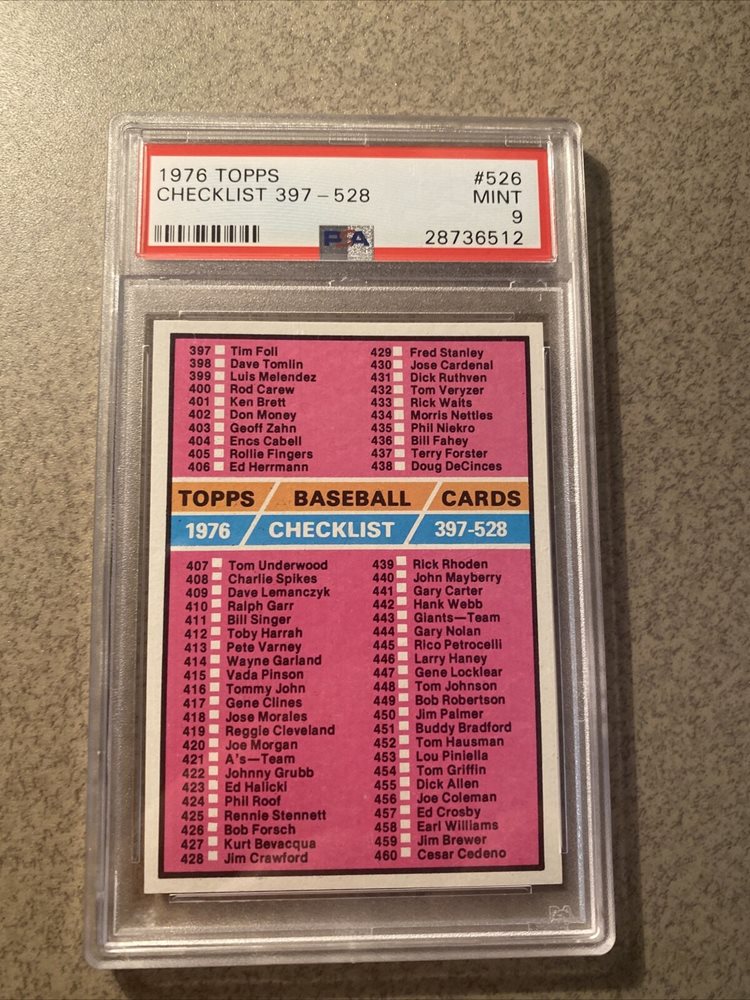 1976 TOPPS #526
CHECKLIST 397-528 MINT
9
PSA 28736512
397 Tim Foli
398 Dave Tomlin
399 Luis Melendez
400 Rod Carew
401 Ken Brett
402 Don Money
403 Geoff Zahn
404 Encs Cabell
405 Rollie Fingers
406 Ed Herrmann
429 Fred Stanley
430 Jose Cardenal
431 Dick Ruthven
432 Tom Veryzer
433 Rick Waits
434 Morris Nettles
435 Phil Niekro
436 Bill Fahey
437 Terry Forster
438 Doug DeCinces
TOPPS / BASEBALL / CARDS
1976 / CHECKLIST / 397-528
407 Tom Underwood
408 Charlie Spikes
409 Dave Lemanczyk
410 Ralph Garr
411 Bill Singer
412 Toby Harrah
413 Pete Varney
414 Wayne Garland
415 Vada Pinson
416 Tommy John
417 Gene Clines
418 Jose Morales
419 Reggie Cleveland
420 Joe Morgan
421 A's—Team
422 Johnny Grubb
423 Ed Halicki
424 Phil Roof
425 Rennie Stennett
426 Bob Forsch
427 Kurt Bevacqua
428 Jim Crawford
439 Rick Rhoden
440 John Mayberry
441 Gary Carter
442 Hank Webb
443 Giants—Team
444 Gary Nolan
445 Rico Petrocelli
446 Larry Haney
447 Gene Locklear
448 Tom Johnson
449 Bob Robertson
450 Jim Palmer
451 Buddy Bradford
452 Tom Hausman
453 Lou Piniella
454 Tom Griffin
455 Dick Allen
456 Joe Coleman
457 Ed Crosby
458 Earl Williams
459 Jim Brewer
460 Cesar Cedeno
PSA